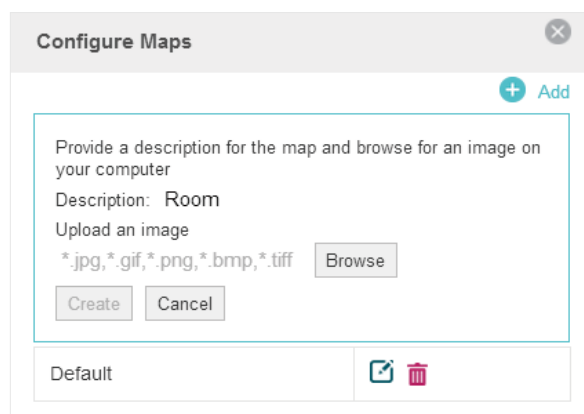 Configure Maps
Add
Provide a description for the map and browse for an image on
your computer
Description: Room
Upload an image
*.jpg,*.gif,*.png,*.bmp,*.tiff Browse
Create Cancel
Default